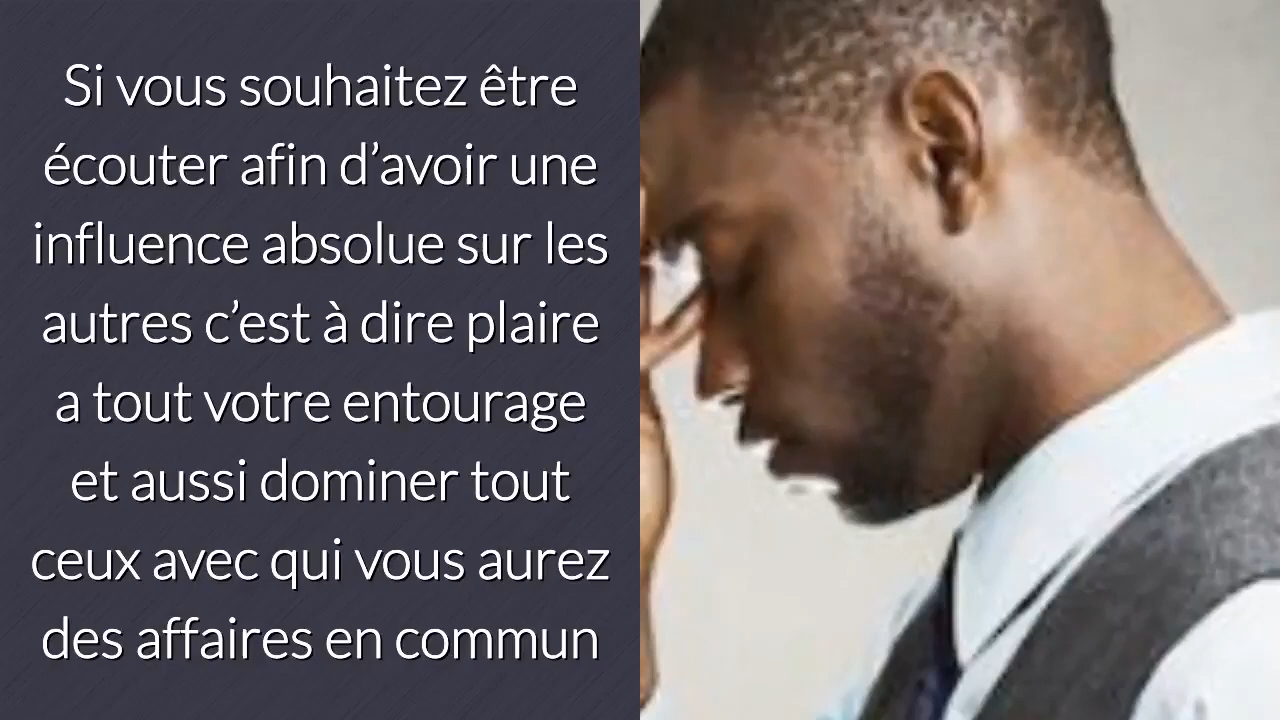 Si vous souhaitez être
écouter afin d’avoir une
influence absolue sur les
autres c’est à dire plaire
a tout votre entourage
et aussi dominer tout
ceux avec qui vous aurez
des affaires en commun